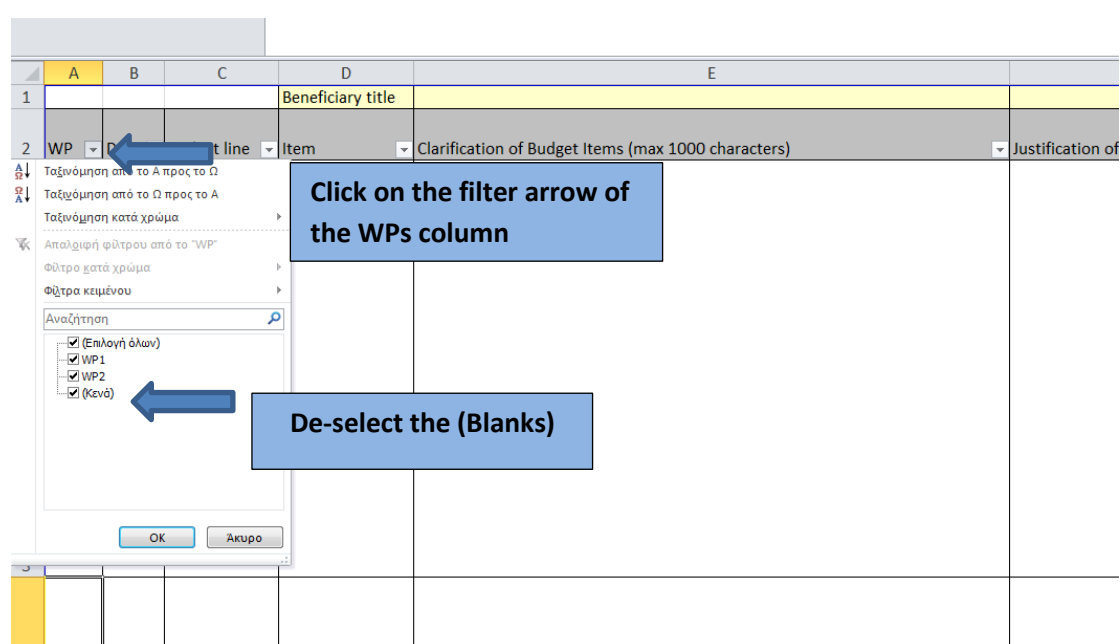 A B C D E
1 Beneficiary title
2 WP line Item Clarification of Budget Items (max 1000 characters) Justification of
Ταξινόμηση από το Α προς το Ω
Ταξινόμηση από το Ω προς το Α
Ταξινόμηση κατά χρώμα
Απαλοιφή φίλτρου από το "WP"
Φίλτρο κατά χρώμα
Φίλτρα κειμένου
Αναζήτηση
(Επιλογή όλων)
WP1
WP2
(Κενά)
OK Άκυρο
Click on the filter arrow of
the WPs column
De-select the (Blanks)